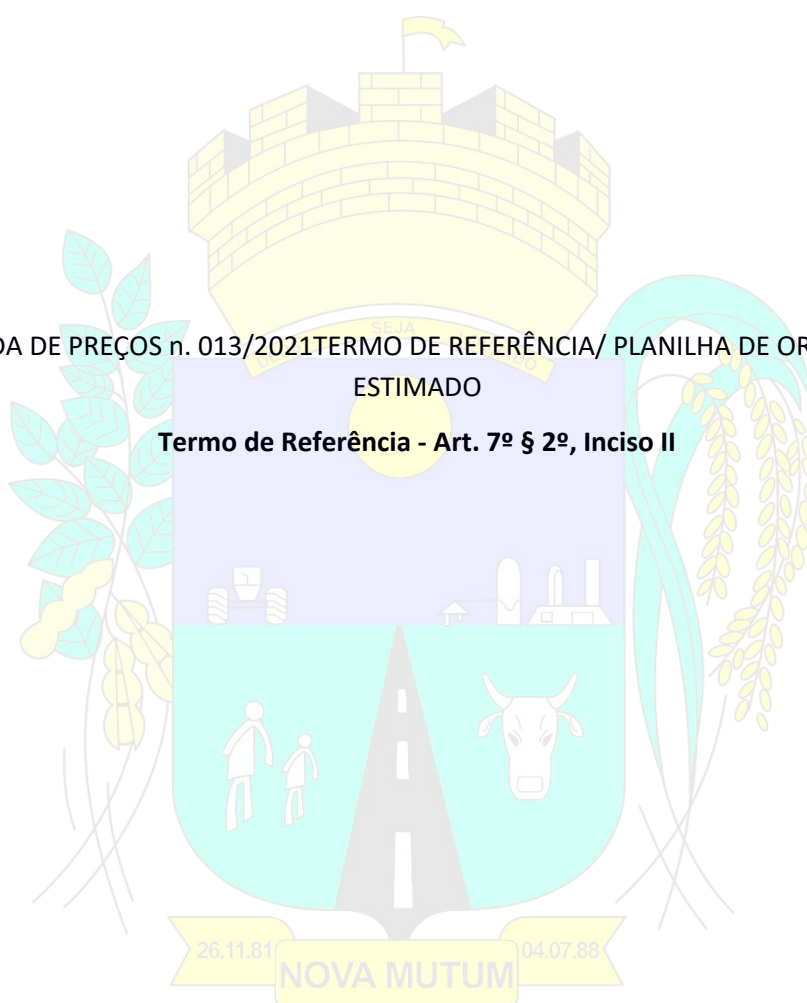 SEJA
DA DE PREÇOS n. 013/2021TERMO DE REFERÊNCIA/ PLANILHA DE OR
ESTIMADO
Termo de Referência - Art. 7º § 2º, Inciso II
26.11.81
04.07.88
NOVA MUTUM